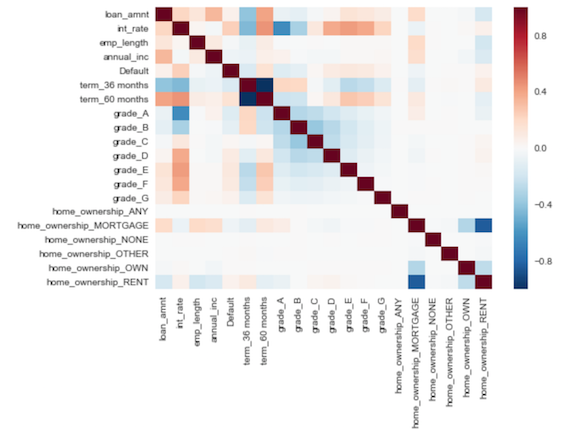 loan_amnt
int_rate
emp_length
annual_inc
Default
term_36 months
term_60 months
grade_A
grade_B
grade_C
grade_D
grade_E
grade_F
grade_G
home_ownership_ANY
home_ownership_MORTGAGE
home_ownership_NONE
home_ownership_OTHER
home_ownership_OWN
home_ownership_RENT
0.8
0.4
0.0
−0.4
−0.8
loan_amnt
int_rate
emp_length
annual_inc
Default
term_36 months
term_60 months
grade_A
grade_B
grade_C
grade_D
grade_E
grade_F
grade_G
home_ownership_ANY
home_ownership_MORTGAGE
home_ownership_NONE
home_ownership_OTHER
home_ownership_OWN
home_ownership_RENT